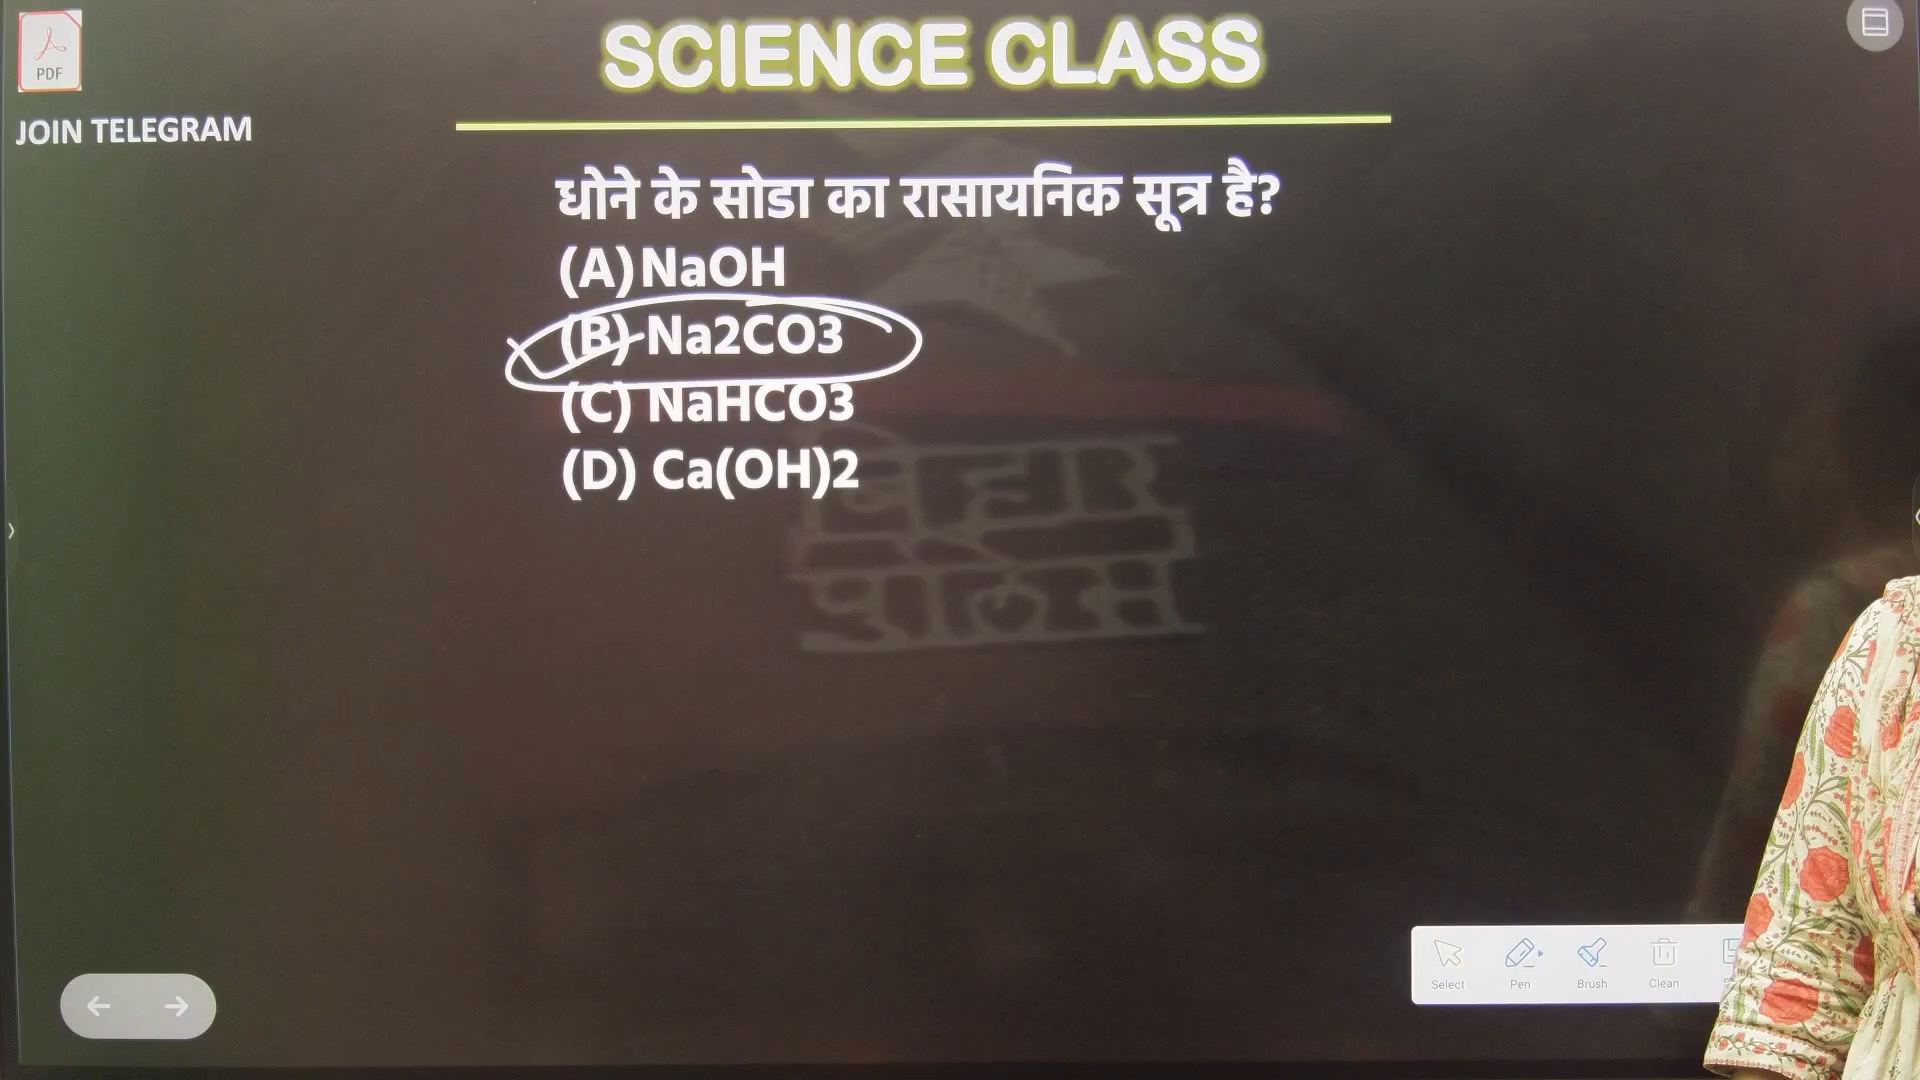 SCIENCE CLASS
PDF
JOIN TELEGRAM
धोने के सोडा का रासायनिक सूत्र है?
(A) NaOH
(B) Na2CO3
(C) NaHCO3
(D) Ca(OH)2
Select Pen Brush Clean